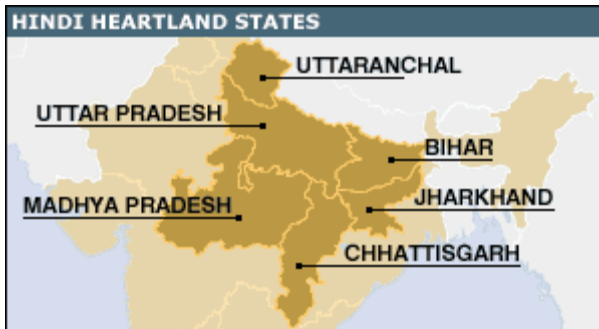 HINDI HEARTLAND STATES
UTTARANCHAL
UTTAR PRADESH
BIHAR
MADHYA PRADESH
JHARKHAND
CHHATTISGARH